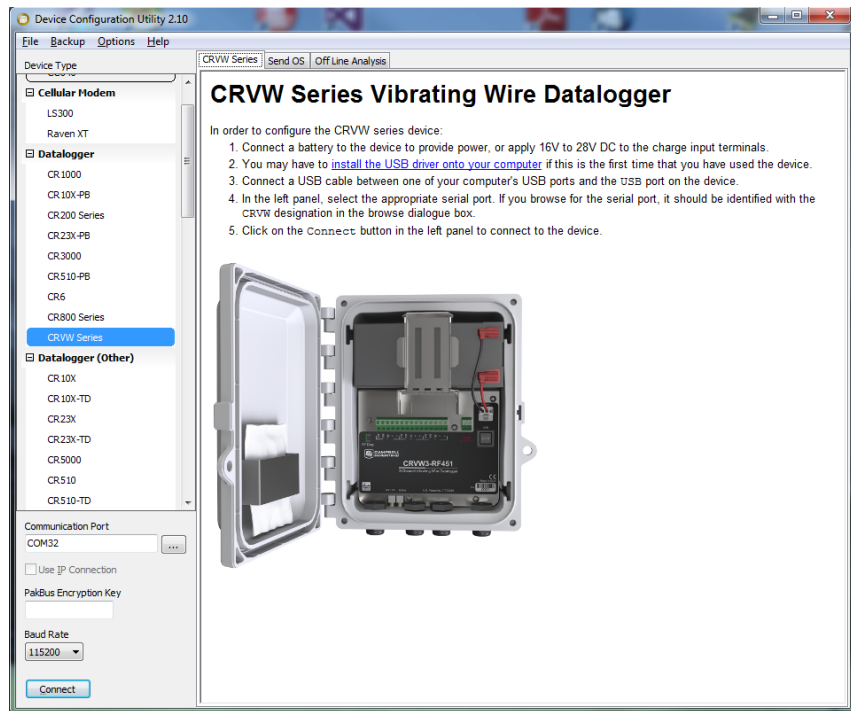 Device Configuration Utility 2.10
File Backup Options Help
Device Type
CRVW Series Send OS Off Line Analysis
Cellular Modem
LS300
Raven XT
Datalogger
CR1000
CR10X-PB
CR200 Series
CR23X-PB
CR3000
CR510-PB
CR6
CR800 Series
CRVW Series
Datalogger (Other)
CR10X
CR10X-TD
CR23X
CR23X-TD
CR5000
CR510
CR510-TD
Communication Port
COM32
...
Use IP Connection
PakBus Encryption Key
Baud Rate
115200
Connect
CRVW Series Vibrating Wire Datalogger
In order to configure the CRVW series device:
1. Connect a battery to the device to provide power, or apply 16V to 28V DC to the charge input terminals.
2. You may have to install the USB driver onto your computer if this is the first time that you have used the device.
3. Connect a USB cable between one of your computer's USB ports and the USB port on the device.
4. In the left panel, select the appropriate serial port. If you browse for the serial port, it should be identified with the
CRVW designation in the browse dialogue box.
5. Click on the Connect button in the left panel to connect to the device.
CAMPBELL
SCIENTIFIC
CRVW3-RF451